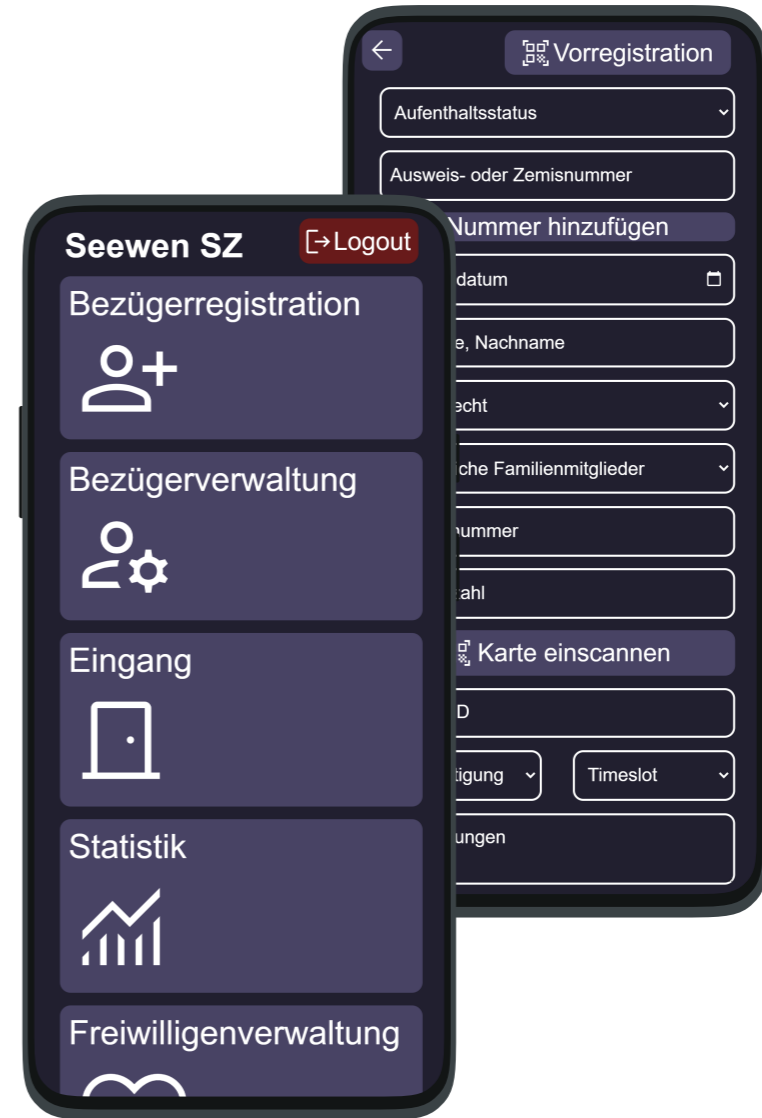 Seewen SZ
Logout
Bezügerregistration
Bezügerverwaltung
Eingang
Statistik
Freiwilligenverwaltung
Vorregistration
Aufenthaltsstatus
Ausweis- oder Zemisnummer
Nummer hinzufügen
datum
e, Nachname
echt
iche Familienmitglieder
nummer
ahl
Karte einscannen
D
tigung
Timeslot
ungen